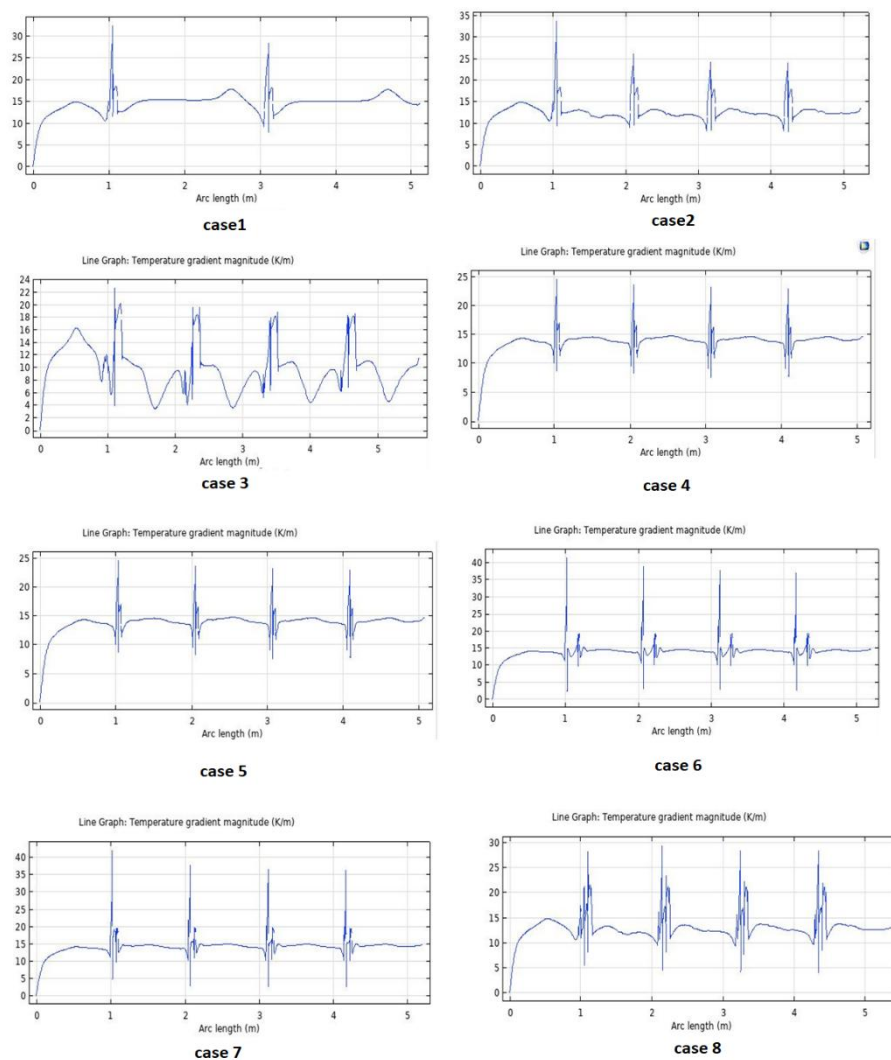 30
25
20
15
10
5
0
0 1 2 3 4 5
Arc length (m)
case1
35
30
25
20
15
10
5
0
0 1 2 3 4 5
Arc length (m)
case2
Line Graph: Temperature gradient magnitude (K/m)
24
22
20
18
16
14
12
10
8
6
4
2
0
0 1 2 3 4 5
Arc length (m)
case 3
Line Graph: Temperature gradient magnitude (K/m)
25
20
15
10
5
0
0 1 2 3 4 5
Arc length (m)
case 4
Line Graph: Temperature gradient magnitude (K/m)
25
20
15
10
5
0
0 1 2 3 4 5
Arc length (m)
case 5
Line Graph: Temperature gradient magnitude (K/m)
40
35
30
25
20
15
10
5
0
0 1 2 3 4 5
Arc length (m)
case 6
Line Graph: Temperature gradient magnitude (K/m)
40
35
30
25
20
15
10
5
0
0 1 2 3 4 5
Arc length (m)
case 7
Line Graph: Temperature gradient magnitude (K/m)
30
25
20
15
10
5
0
0 1 2 3 4 5
Arc length (m)
case 8